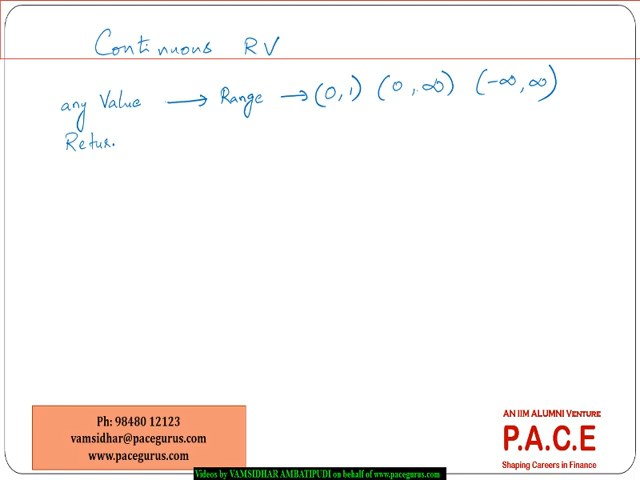 Continuous RV
any Value → Range → (0, 1) (0, ∞) (-∞, ∞)
Retur.
Ph: 98480 12123
vamsidhar@pacegurus.com
www.pacegurus.com
AN IIM ALUMNI VENTURE
P.A.C.E
Shaping Careers in Finance
Videos by VAMSIDHAR AMBATIPUDI on behalf of www.pacegurus.com